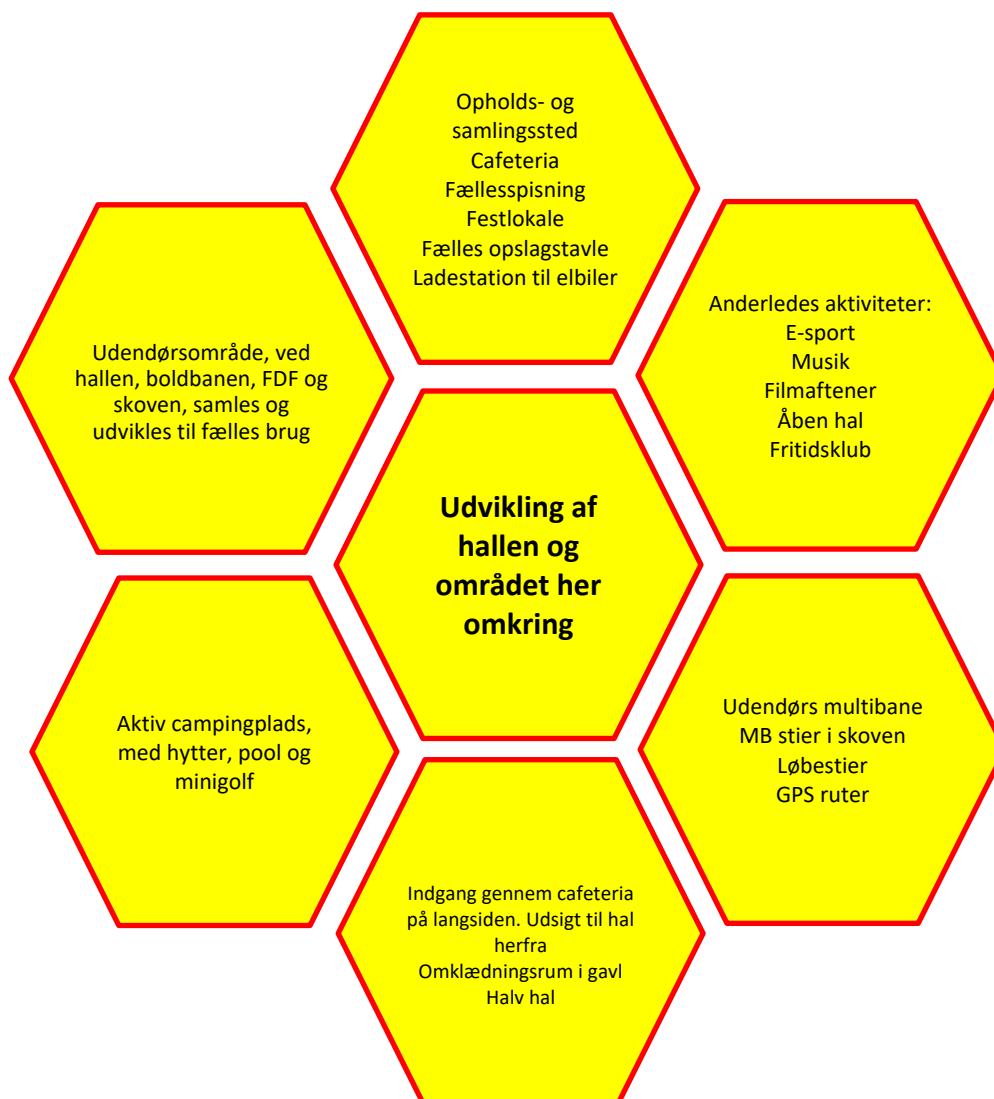 Opholds- og
samlingssted
Cafeteria
Fællesspisning
Festlokale
Fælles opslagstavle
Ladestation til elbiler
Anderledes aktiviteter:
E-sport
Musik
Filmaftener
Åben hal
Fritidsklub
Udendørsområde, ved
hallen, boldbanen, FDF og
skoven, samles og
udvikles til fælles brug
Udvikling af
hallen og
området her
omkring
Aktiv campingplads,
med hytter, pool og
minigolf
Udendørs multibane
MB stier i skoven
Løbestier
GPS ruter
Indgang gennem cafeteria
på langsiden. Udsigt til hal
herfra
Omklædningsrum i gavl
Halv hal